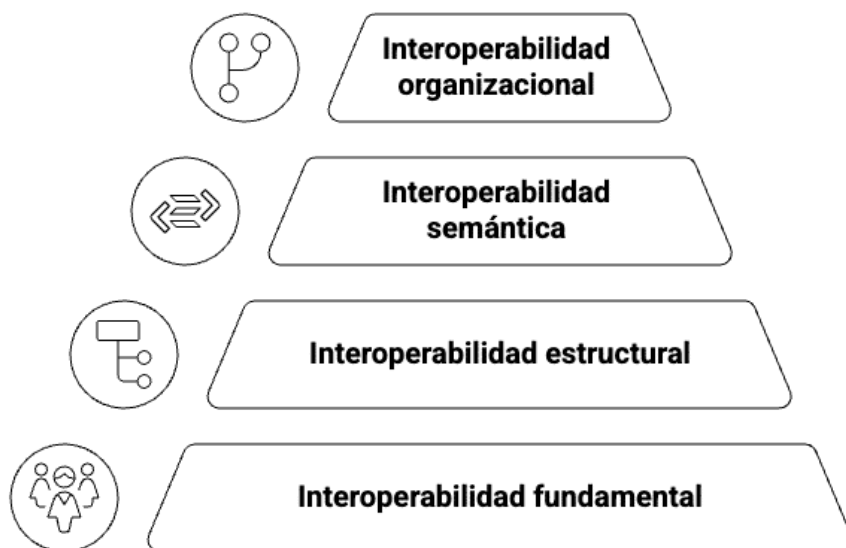 Interoperabilidad
organizacional
Interoperabilidad
semántica
Interoperabilidad estructural
Interoperabilidad fundamental